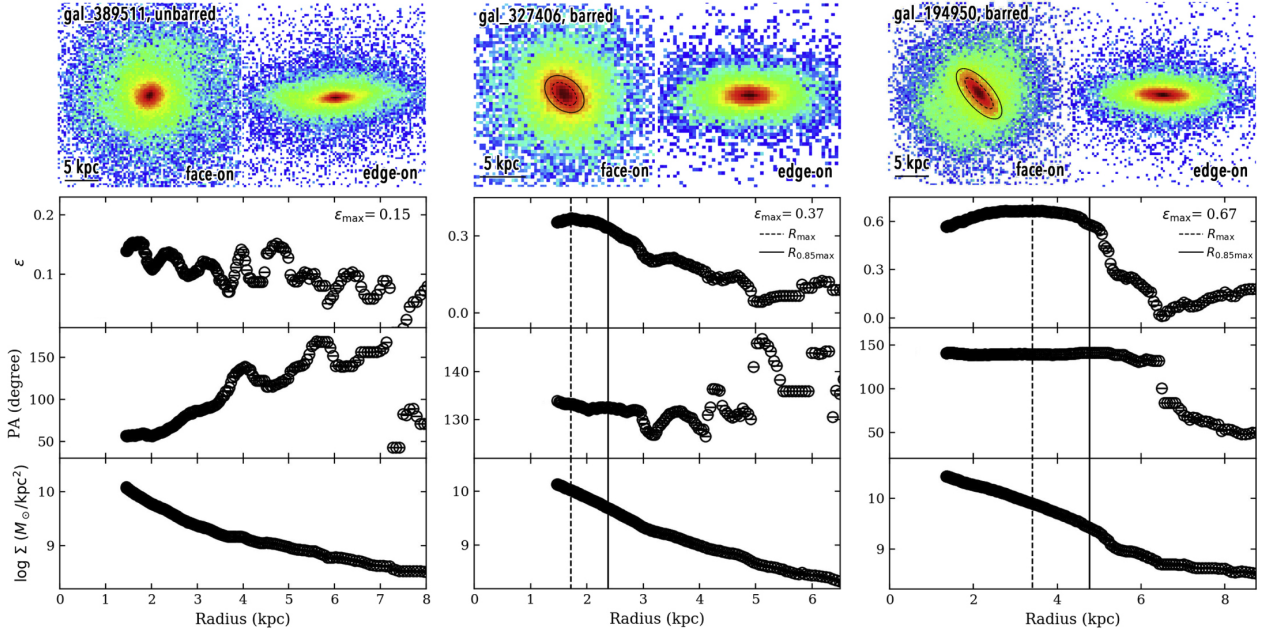 gal_389511, unbarred
5 kpc
face-on
edge-on
gal_327406, barred
5 kpc
face-on
edge-on
gal_194950, barred
5 kpc
face-on
edge-on
ε
0.2
0.1
εmax= 0.15
0.3
0.0
εmax= 0.37
Rmax
R0.85max
0.6
0.3
0.0
εmax= 0.67
Rmax
R0.85max
PA (degree)
150
100
50
140
130
150
100
50
log Σ (M⊙/kpc²)
10
9
10
9
10
9
0 1 2 3 4 5 6 7 8
Radius (kpc)
0 1 2 3 4 5 6
Radius (kpc)
0 2 4 6 8
Radius (kpc)